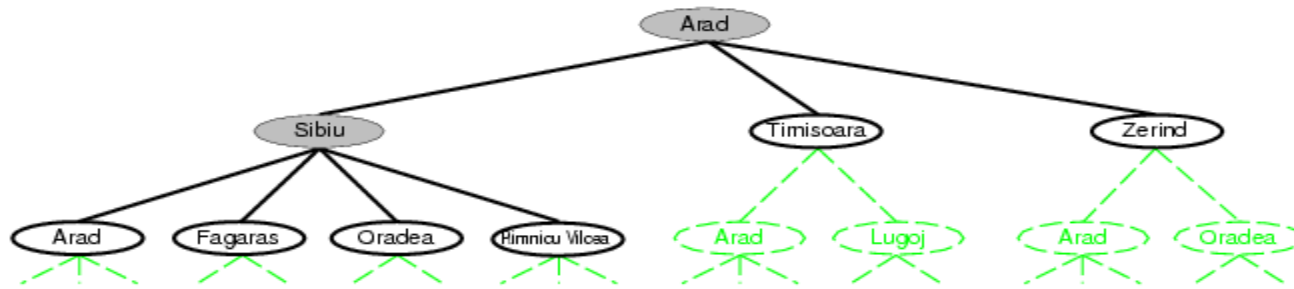 Arad
Sibiu
Timisoara
Zerind
Arad
Fagaras
Oradea
Rimnicu Vilcea
Arad
Lugoj
Arad
Oradea